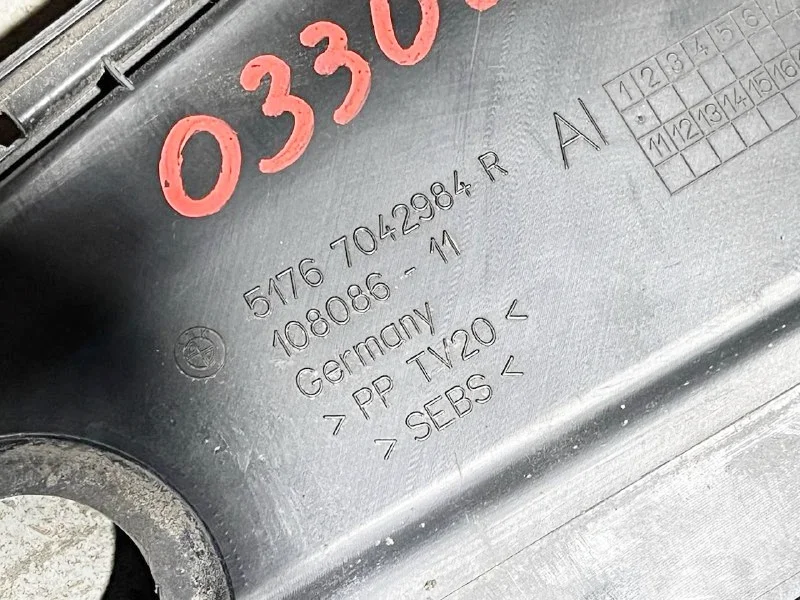 0330
AI
1 2 3 4 5 6 7
11 12 13 14 15 16
5176 7042984 R
108086 - 11
Germany
> PP TV20 <
> SEBS <